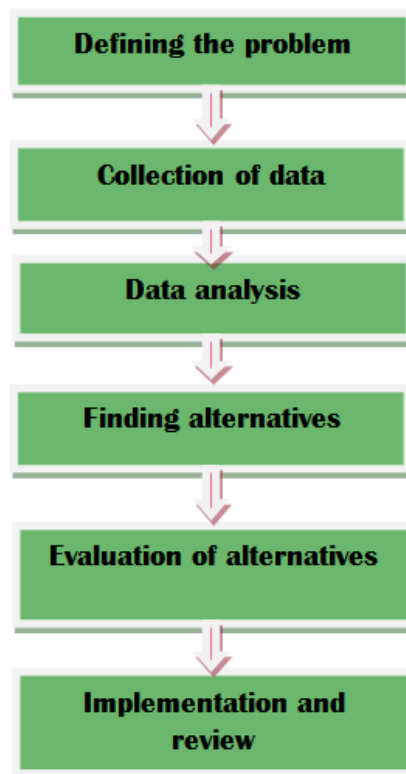 Defining the problem
Collection of data
Data analysis
Finding alternatives
Evaluation of alternatives
Implementation and
review